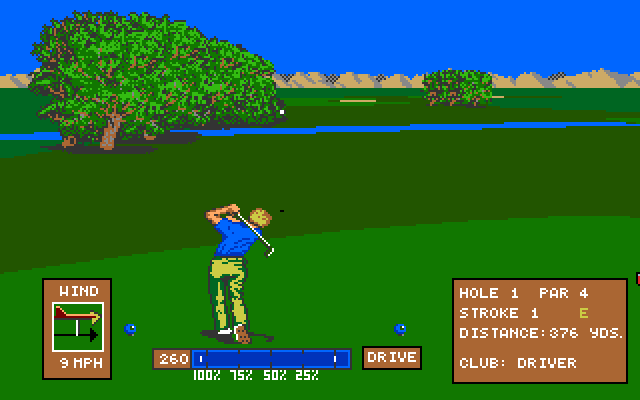 WIND
9 MPH
260
100% 75% 50% 25%
DRIVE
HOLE 1 PAR 4
STROKE 1 E
DISTANCE:376 YDS.
CLUB: DRIVER